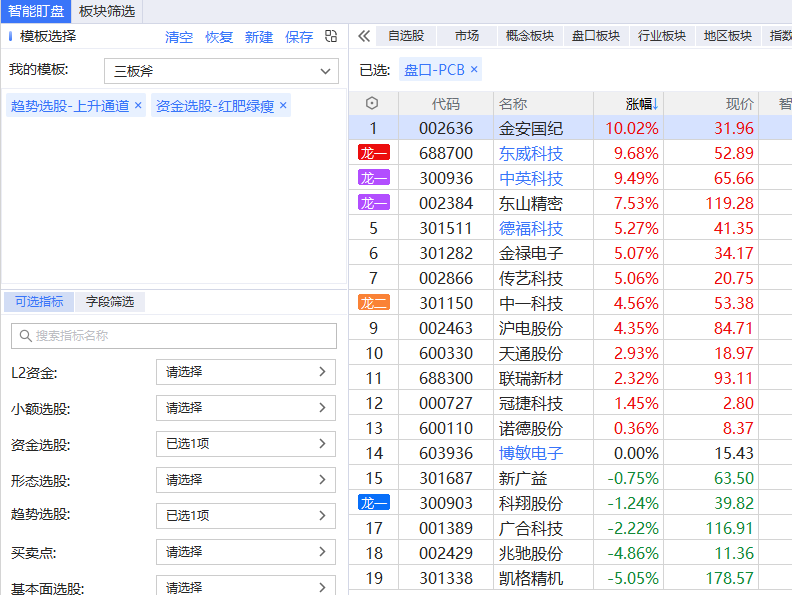 智能盯盘 板块筛选
模板选择 清空 恢复 新建 保存
我的模板: 三板斧
趋势选股-上升通道 × 资金选股-红肥绿瘦 ×
可选指标 字段筛选
搜索指标名称
L2资金: 请选择
小额选股: 请选择
资金选股: 已选1项
形态选股: 请选择
趋势选股: 已选1项
买卖点: 请选择
基本面选股: 请选择
自选股 市场 概念板块 盘口板块 行业板块 地区板块 指数
已选: 盘口-PCB ×
代码 名称 涨幅↓ 现价 智
1 002636 金安国纪 10.02% 31.96
龙一 688700 东威科技 9.68% 52.89
龙一 300936 中英科技 9.49% 65.66
龙一 002384 东山精密 7.53% 119.28
5 301511 德福科技 5.27% 41.35
6 301282 金禄电子 5.07% 34.17
7 002866 传艺科技 5.06% 20.75
龙二 301150 中一科技 4.56% 53.38
9 002463 沪电股份 4.35% 84.71
10 600330 天通股份 2.93% 18.97
11 688300 联瑞新材 2.32% 93.11
12 000727 冠捷科技 1.45% 2.80
13 600110 诺德股份 0.36% 8.37
14 603936 博敏电子 0.00% 15.43
15 301687 新广益 -0.75% 63.50
龙一 300903 科翔股份 -1.24% 39.82
17 001389 广合科技 -2.22% 116.91
18 002429 兆驰股份 -4.86% 11.36
19 301338 凯格精机 -5.05% 178.57